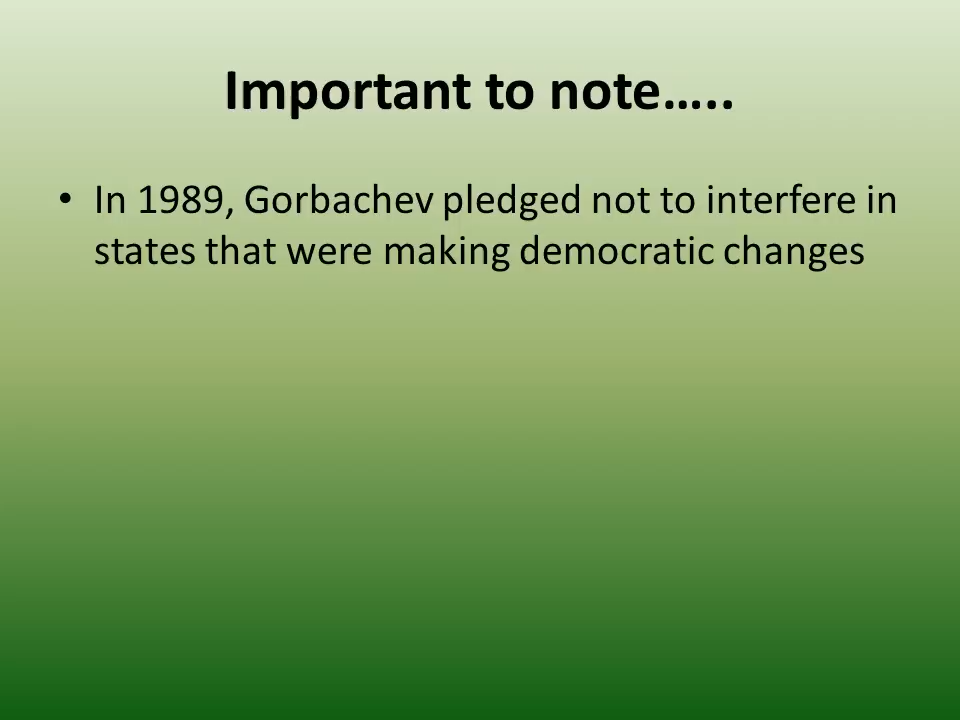 Important to note…..
• In 1989, Gorbachev pledged not to interfere in
states that were making democratic changes